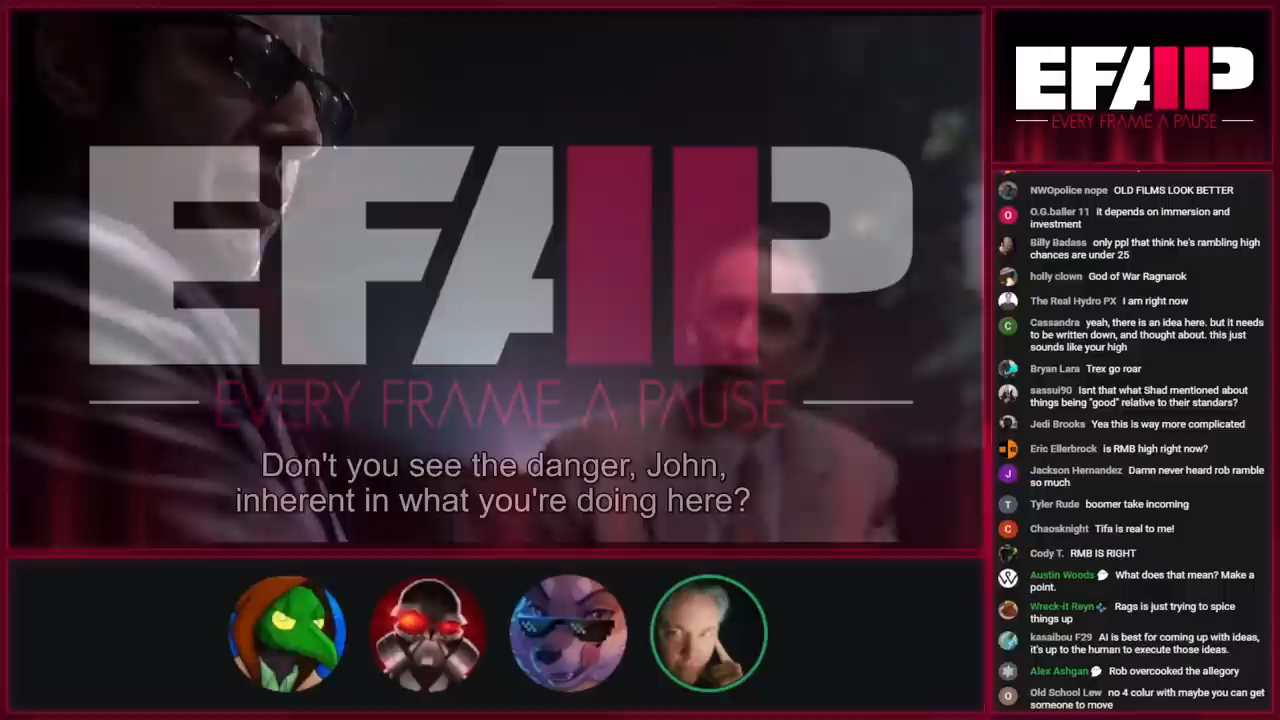 EFAP
EVERY FRAME A PAUSE
Don't you see the danger, John,
inherent in what you're doing here?
EFAP
EVERY FRAME A PAUSE
NWOpolice nope OLD FILMS LOOK BETTER
O.G.baller 11 it depends on immersion and
investment
Billy Badass only ppl that think he's rambling high
chances are under 25
holly clown God of War Ragnarok
The Real Hydro PX I am right now
Cassandra yeah, there is an idea here. but it needs
to be written down, and thought about. this just
sounds like your high
Bryan Lara Trex go roar
sassui90 Isnt that what Shad mentioned about
things being "good" relative to their standars?
Jedi Brooks Yea this is way more complicated
Eric Ellerbrock is RMB high right now?
Jackson Hernandez Damn never heard rob ramble
so much
Tyler Rude boomer take incoming
Chaosknight Tifa is real to me!
Cody T. RMB IS RIGHT
Austin Woods What does that mean? Make a
point.
Wreck-it Reyn Rags is just trying to spice
things up
kasaibou F29 AI is best for coming up with ideas,
it's up to the human to execute those ideas.
Alex Ashgan Rob overcooked the allegory
Old School Lew no 4 colur with maybe you can get
someone to move